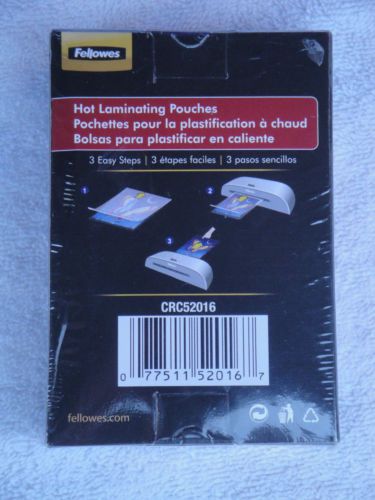 Fellowes
Hot Laminating Pouches
Pochettes pour la plastification à chaud
Bolsas para plastificar en caliente
3 Easy Steps | 3 étapes faciles | 3 pasos sencillos
1
2
3
CRC52016
0 77511 52016 7
fellowes.com